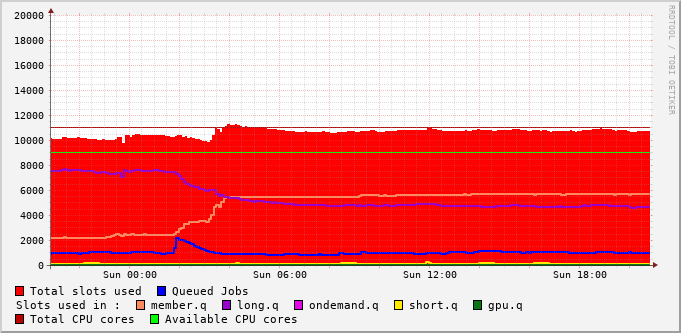 20000
18000
16000
14000
12000
10000
8000
6000
4000
2000
0
Sun 00:00 Sun 06:00 Sun 12:00 Sun 18:00
Total slots used Queued Jobs
Slots used in : member.q long.q ondemand.q short.q gpu.q
Total CPU cores Available CPU cores
RRDTOOL / TOBI OETIKER